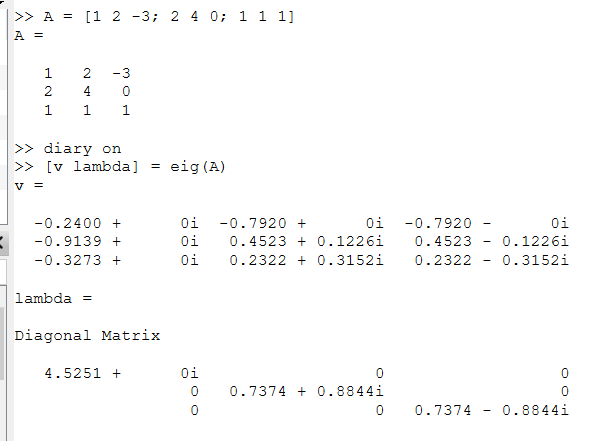 >> A = [1 2 -3; 2 4 0; 1 1 1]
A =
1 2 -3
2 4 0
1 1 1
>> diary on
>> [v lambda] = eig(A)
v =
-0.2400 + 0i -0.7920 + 0i -0.7920 - 0i
-0.9139 + 0i 0.4523 + 0.1226i 0.4523 - 0.1226i
-0.3273 + 0i 0.2322 + 0.3152i 0.2322 - 0.3152i
lambda =
Diagonal Matrix
4.5251 + 0i 0 0
0 0.7374 + 0.8844i 0
0 0 0.7374 - 0.8844i